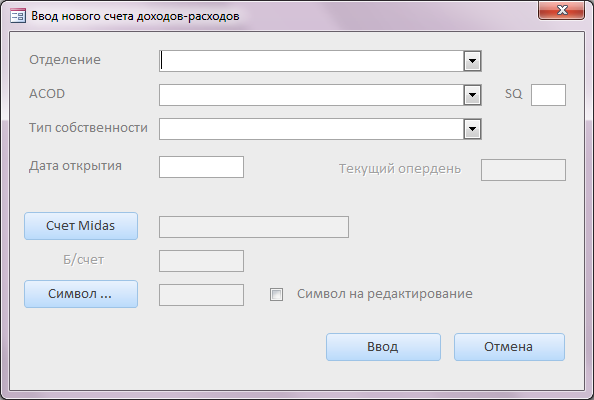 Ввод нового счета доходов-расходов
Отделение
ACOD SQ
Тип собственности
Дата открытия Текущий опердень
Счет Midas
Б/счет
Символ ... Символ на редактирование
Ввод Отмена